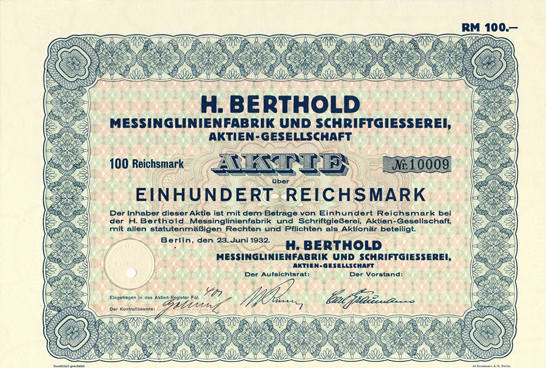 RM 100.—
H. BERTHOLD
MESSINGLINIENFABRIK UND SCHRIFTGIESSEREI,
AKTIEN-GESELLSCHAFT
100 Reichsmark AKTIE № 10009
über
EINHUNDERT REICHSMARK
Der Inhaber dieser Aktie ist mit dem Betrage von Einhundert Reichsmark bei
der H. Berthold Messinglinienfabrik und Schriftgießerei, Aktien-Gesellschaft,
mit allen statutenmäßigen Rechten und Pflichten als Aktionär beteiligt.
Berlin, den 23. Juni 1932.
H. BERTHOLD
MESSINGLINIENFABRIK UND SCHRIFTGIESSEREI,
AKTIEN-GESELLSCHAFT
Der Aufsichtsrat: Der Vorstand:
Eingetragen in das Aktien-Register Fol.
Der Kontrollbeamte: